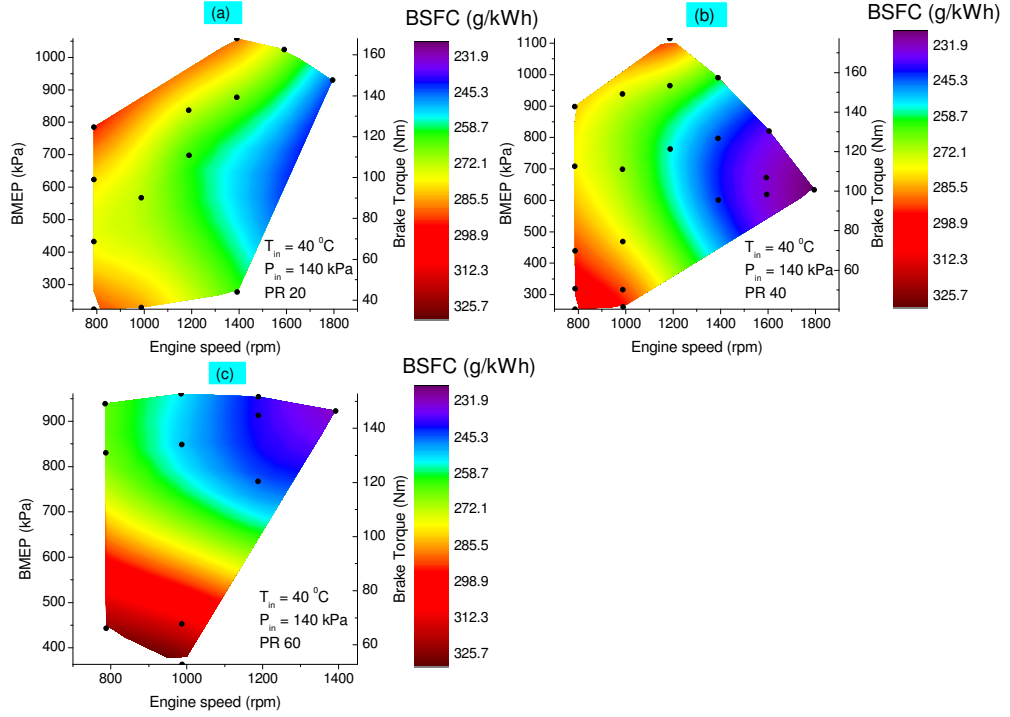 (a)
BSFC (g/kWh)
1000
900
800
700
600
500
400
300
BMEP (kPa)
800 1000 1200 1400 1600 1800
Engine speed (rpm)
160
140
120
100
80
60
40
Brake Torque (Nm)
T_in = 40 ⁰C
P_in = 140 kPa
PR 20
231.9
245.3
258.7
272.1
285.5
298.9
312.3
325.7
(b)
BSFC (g/kWh)
1100
1000
900
800
700
600
500
400
300
BMEP (kPa)
800 1000 1200 1400 1600 1800
Engine speed (rpm)
160
140
120
100
80
60
Brake Torque (Nm)
T_in = 40 ⁰C
P_in = 140 kPa
PR 40
231.9
245.3
258.7
272.1
285.5
298.9
312.3
325.7
(c)
BSFC (g/kWh)
900
800
700
600
500
400
BMEP (kPa)
800 1000 1200 1400
Engine speed (rpm)
140
120
100
80
60
Brake Torque (Nm)
T_in = 40 ⁰C
P_in = 140 kPa
PR 60
231.9
245.3
258.7
272.1
285.5
298.9
312.3
325.7